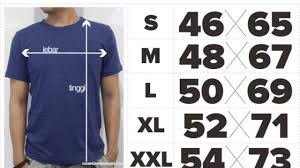 lebar
tinggi
S 46 X 65
M 48 X 67
L 50 X 69
XL 52 X 71
XXL 54 X 73